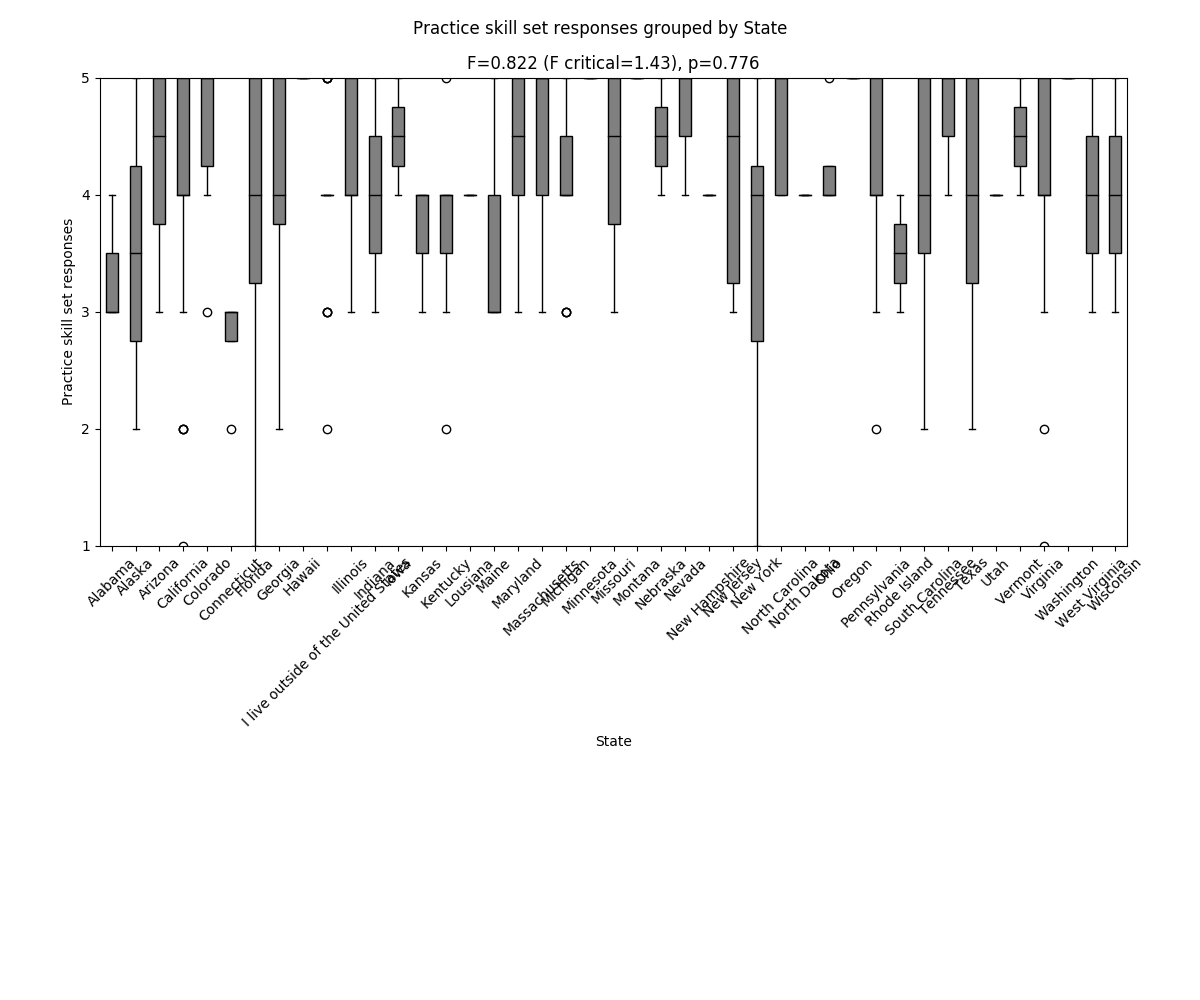 Practice skill set responses grouped by State
F=0.822 (F critical=1.43), p=0.776
Practice skill set responses
5
4
3
2
1
Alabama
Alaska
Arizona
California
Colorado
Connecticut
Florida
Georgia
Hawaii
I live outside of the United States
Illinois
Indiana
Iowa
Kansas
Kentucky
Lousiana
Maine
Maryland
Massachusetts
Michigan
Minnesota
Missouri
Montana
Nebraska
Nevada
New Hampshire
New Jersey
New York
North Carolina
North Dakota
Ohio
Oregon
Pennsylvania
Rhode Island
South Carolina
Tennessee
Texas
Utah
Vermont
Virginia
Washington
West Virginia
Wisconsin
State